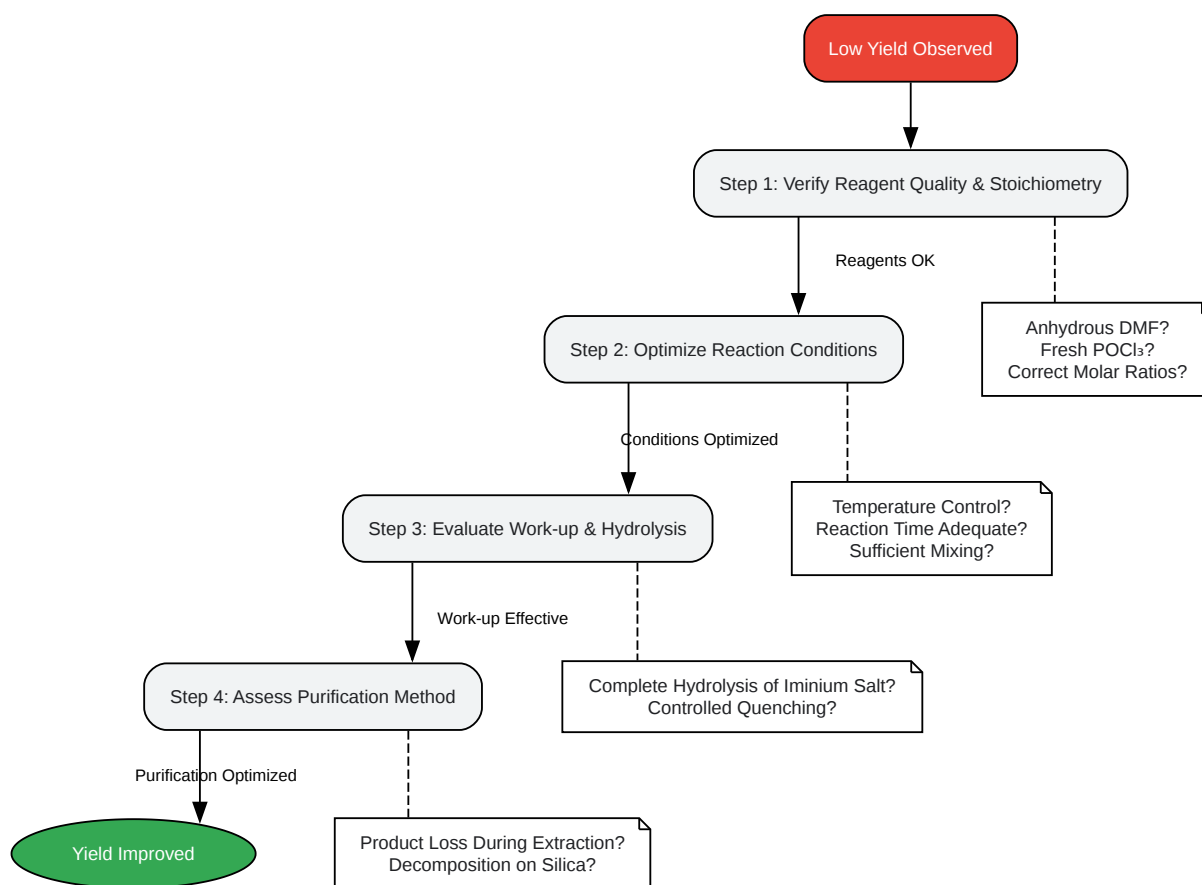 Low Yield Observed
Step 1: Verify Reagent Quality & Stoichiometry
Reagents OK
Anhydrous DMF?
Fresh POCl₃?
Correct Molar Ratios?
Step 2: Optimize Reaction Conditions
Conditions Optimized
Temperature Control?
Reaction Time Adequate?
Sufficient Mixing?
Step 3: Evaluate Work-up & Hydrolysis
Work-up Effective
Complete Hydrolysis of Iminium Salt?
Controlled Quenching?
Step 4: Assess Purification Method
Purification Optimized
Product Loss During Extraction?
Decomposition on Silica?
Yield Improved